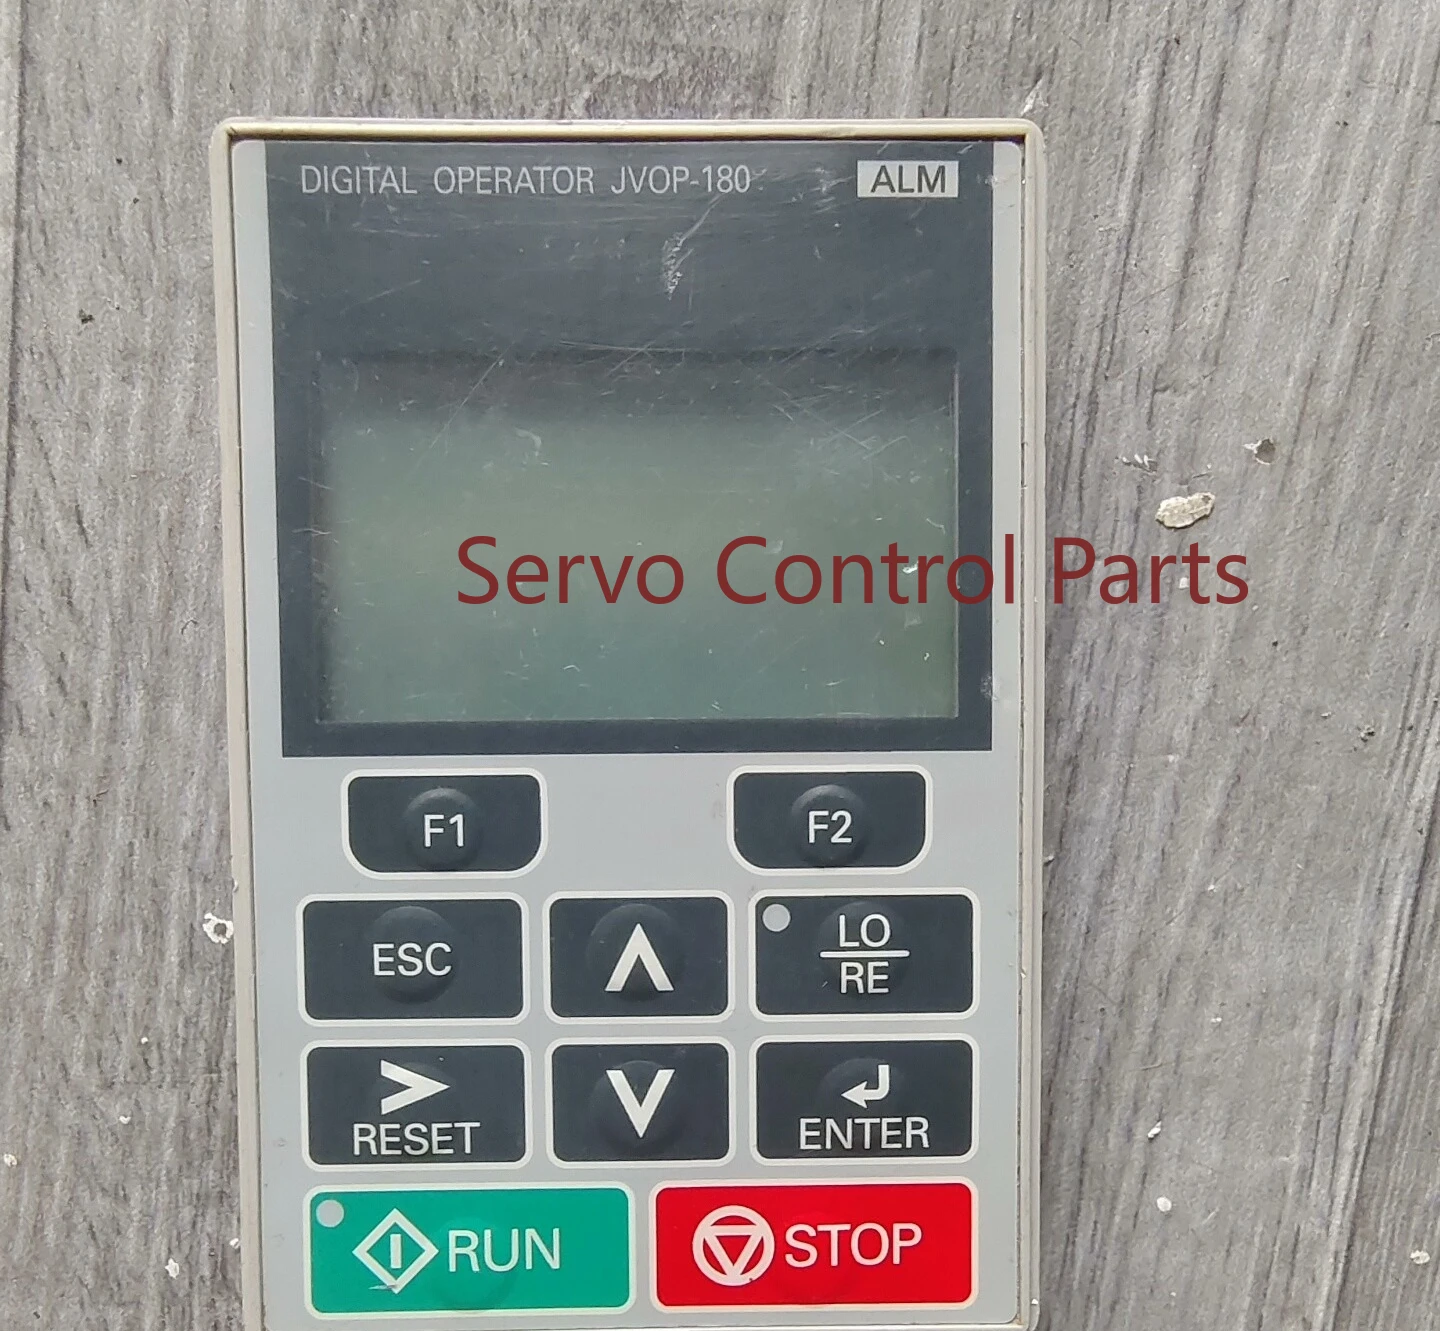 DIGITAL OPERATOR JVOP-180
ALM
Servo Control Parts
F1
F2
ESC
LO
RE
RESET
ENTER
RUN
STOP